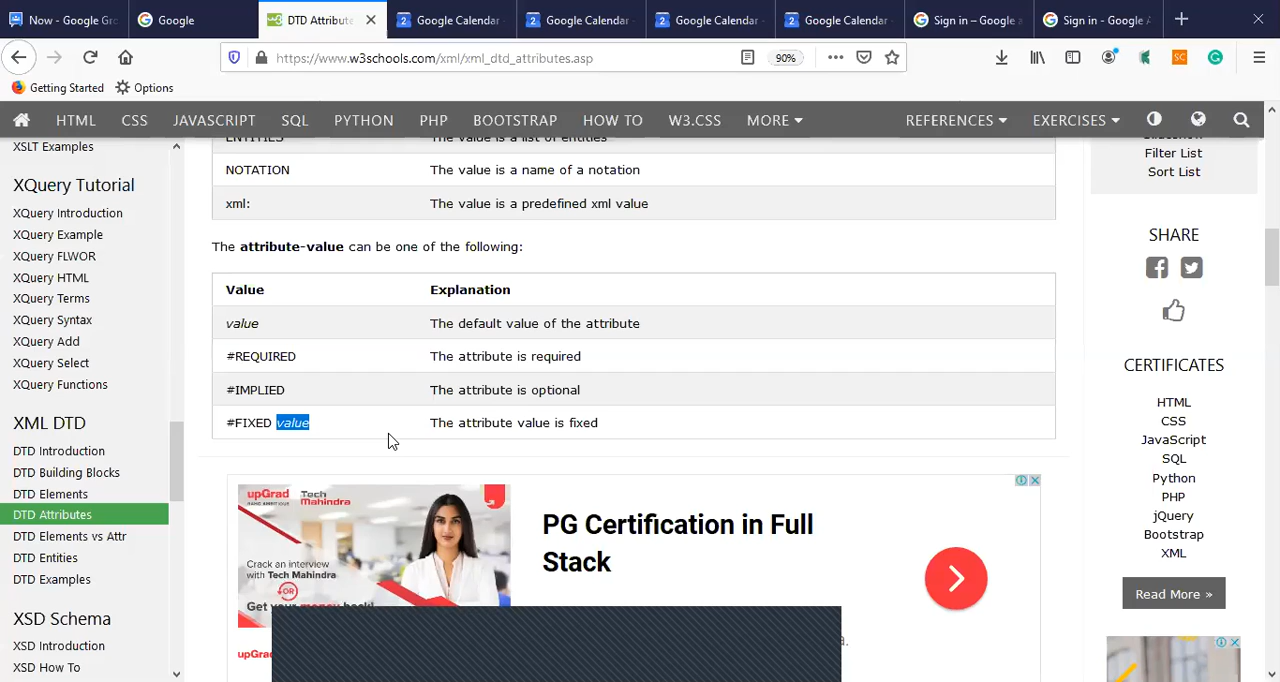 Now - Google Gro
Google
DTD Attribute
Google Calendar
Google Calendar
Google Calendar
Google Calendar
Sign in – Google a
Sign in - Google A
https://www.w3schools.com/xml/xml_dtd_attributes.asp
90%
Getting Started
Options
HTML
CSS
JAVASCRIPT
SQL
PYTHON
PHP
BOOTSTRAP
HOW TO
W3.CSS
MORE
REFERENCES
EXERCISES
XSLT Examples
XQuery Tutorial
XQuery Introduction
XQuery Example
XQuery FLWOR
XQuery HTML
XQuery Terms
XQuery Syntax
XQuery Add
XQuery Select
XQuery Functions
XML DTD
DTD Introduction
DTD Building Blocks
DTD Elements
DTD Attributes
DTD Elements vs Attr
DTD Entities
DTD Examples
XSD Schema
XSD Introduction
XSD How To
ENTITIES The value is a list of entities
NOTATION The value is a name of a notation
xml: The value is a predefined xml value
The attribute-value can be one of the following:
Value Explanation
value The default value of the attribute
#REQUIRED The attribute is required
#IMPLIED The attribute is optional
#FIXED value The attribute value is fixed
upGrad
Tech
Mahindra
Crack an interview
with Tech Mahindra
OR
Get your money back!
PG Certification in Full
Stack
Slideshow
Filter List
Sort List
SHARE
CERTIFICATES
HTML
CSS
JavaScript
SQL
Python
PHP
jQuery
Bootstrap
XML
Read More »